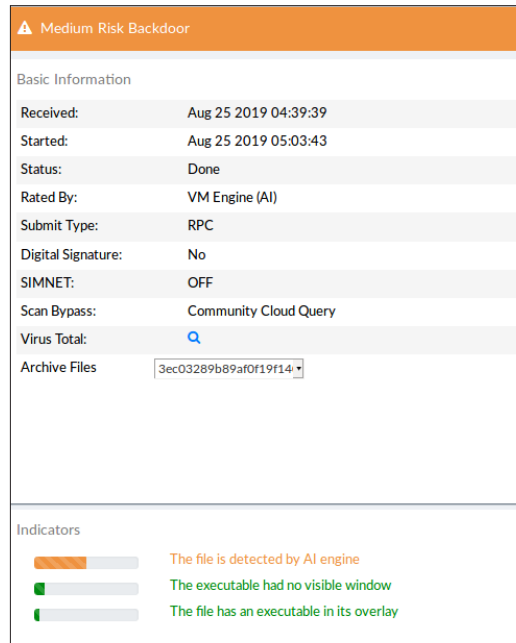 Medium Risk Backdoor
Basic Information
Received: Aug 25 2019 04:39:39
Started: Aug 25 2019 05:03:43
Status: Done
Rated By: VM Engine (AI)
Submit Type: RPC
Digital Signature: No
SIMNET: OFF
Scan Bypass: Community Cloud Query
Virus Total:
Archive Files 3ec03289b89af0f19f14
Indicators
The file is detected by AI engine
The executable had no visible window
The file has an executable in its overlay